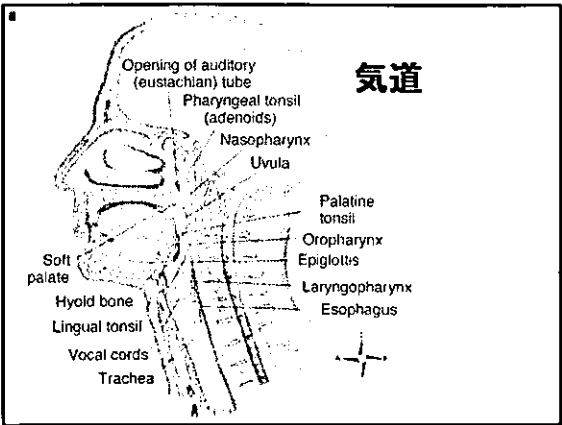 気道
Opening of auditory
(eustachian) tube
Pharyngeal tonsil
(adenoids)
Nasopharynx
Uvula
Palatine
tonsil
Oropharynx
Epiglottis
Laryngopharynx
Esophagus
Soft
palate
Hyoid bone
Lingual tonsil
Vocal cords
Trachea